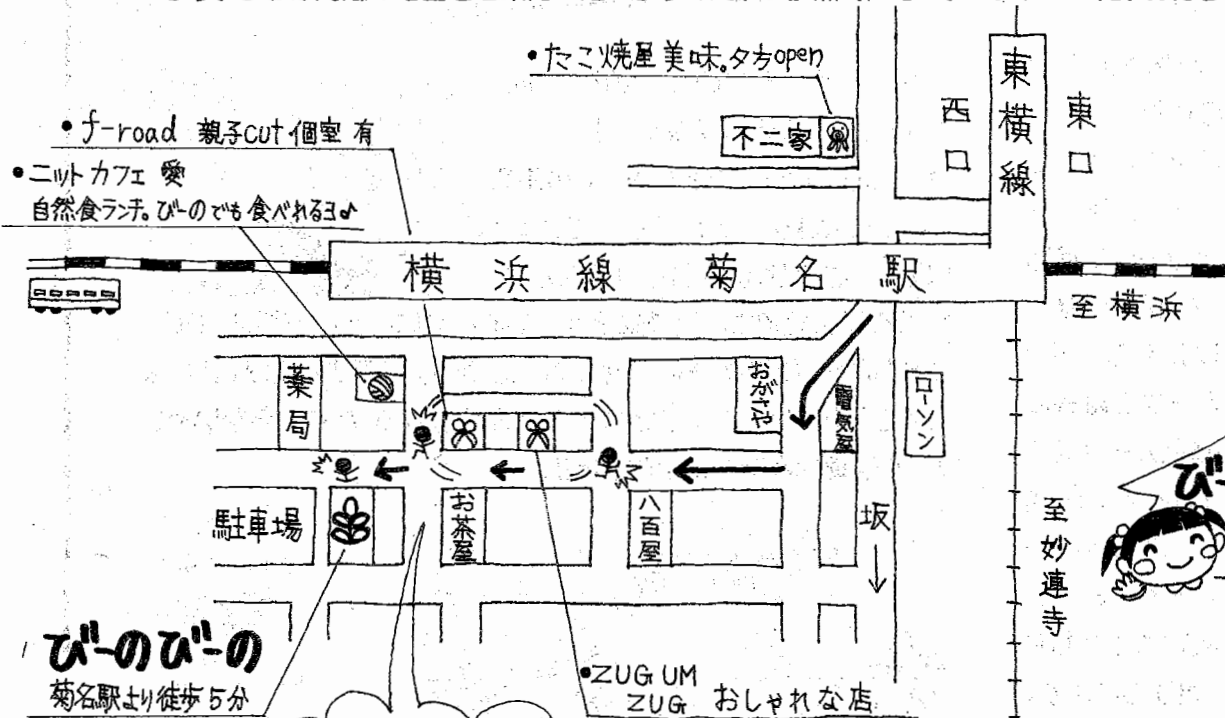 •たこ焼屋美味。夕方open
•f-road 親子cut個室有
•ニットカフェ 愛
自然食ランチ。びーのでも食べれるヨ♪
不二家
西口
東横線
東口
横浜線 菊名駅
至横浜
薬局
おがさや
電気屋
ローソン
駐車場
お茶屋
八百屋
坂
至妙蓮寺
びーのびーの
菊名駅より徒歩5分
•ZUG UM
ZUG おしゃれな店